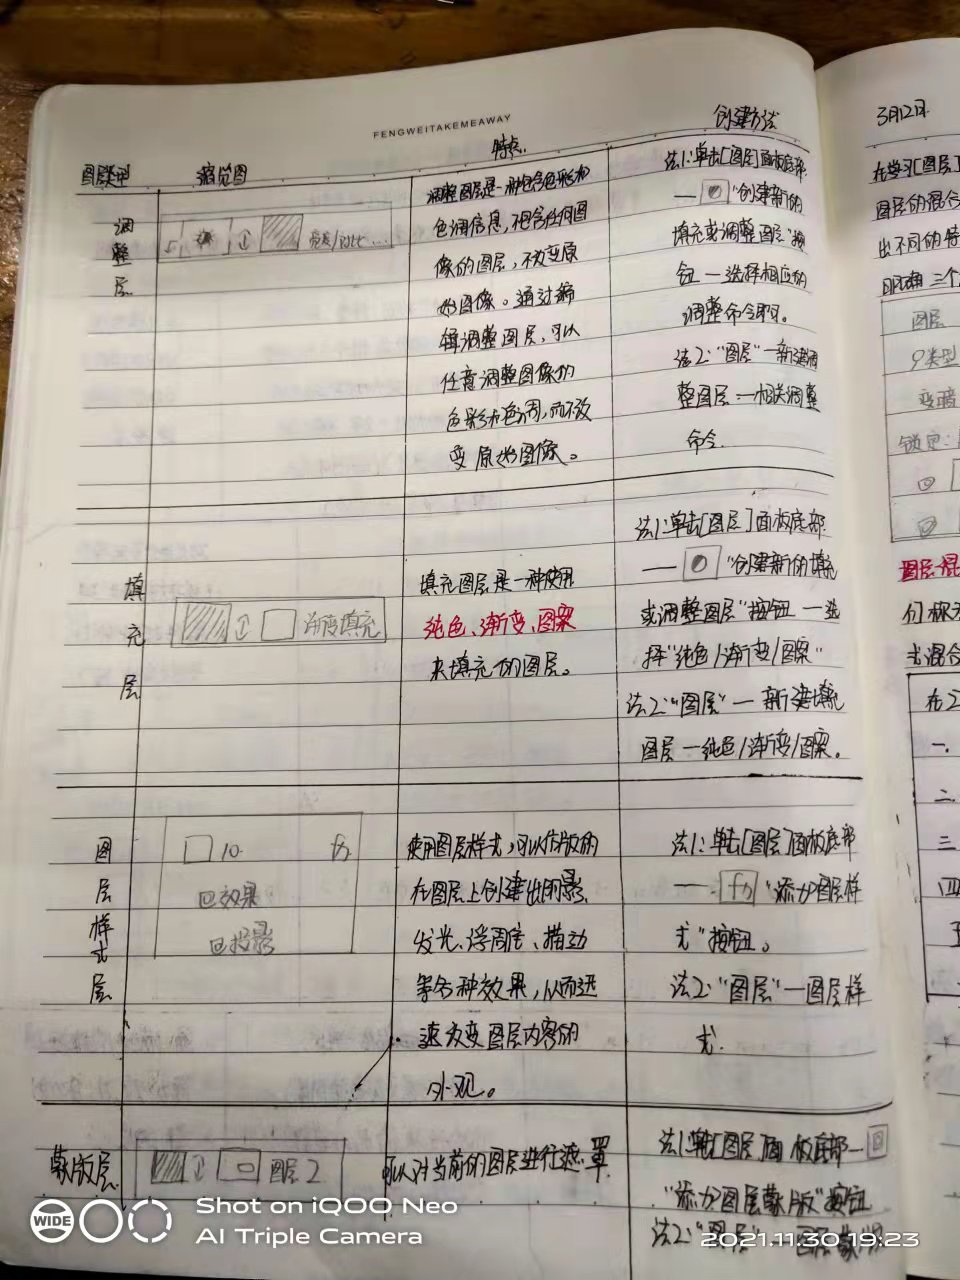 FENGWEITAKEMEAWAY
图层类型 缩览图 特点 创建方法
调整层
亮度/对比...
调整图层是一种包含色彩和
色调信息,不包含任何图
像的图层,不改变原
始图像。通过编
辑调整图层,可以
任意调整图像的
色彩和色调,而不改
变原始图像。
法1:单击[图层]面板底部
— "创建新的
填充或调整图层"按
钮 — 选择相应的
调整命令即可。
法2:"图层"—新建调
整图层 — 相关调整
命令.
填充层
渐变填充
填充图层是一种使用
纯色、渐变、图案
来填充的图层。
法1:单击[图层]面板底部
— "创建新的填充
或调整图层"按钮 — 选
择"纯色/渐变/图案"
法2:"图层"— 新建填充
图层 — 纯色/渐变/图案。
图层样式层
10 fx
效果
投影
使用图层样式,可以
在图层上创建出
发光、浮雕、描边
等各种效果,从而迅
速改变图层内容的
外观。
法1:单击[图层]面板底部
— fx "添加图层样
式"按钮。
法2:"图层"—图层样
式.
蒙版层
图层2
可以对当前的图层进行遮罩
法1:单击[图层]面板底部—
"添加图层蒙版"按钮
法2:"图层"—图层蒙版
3月12日
在学习[图层]
图层的混合
出不同的特
三个
图层
类型
变暗
锁定:
图层混
们称
式混合
在
一.
二.
三
四
五
WIDE
Shot on iQOO Neo
AI Triple Camera
2021.11.30 19:23